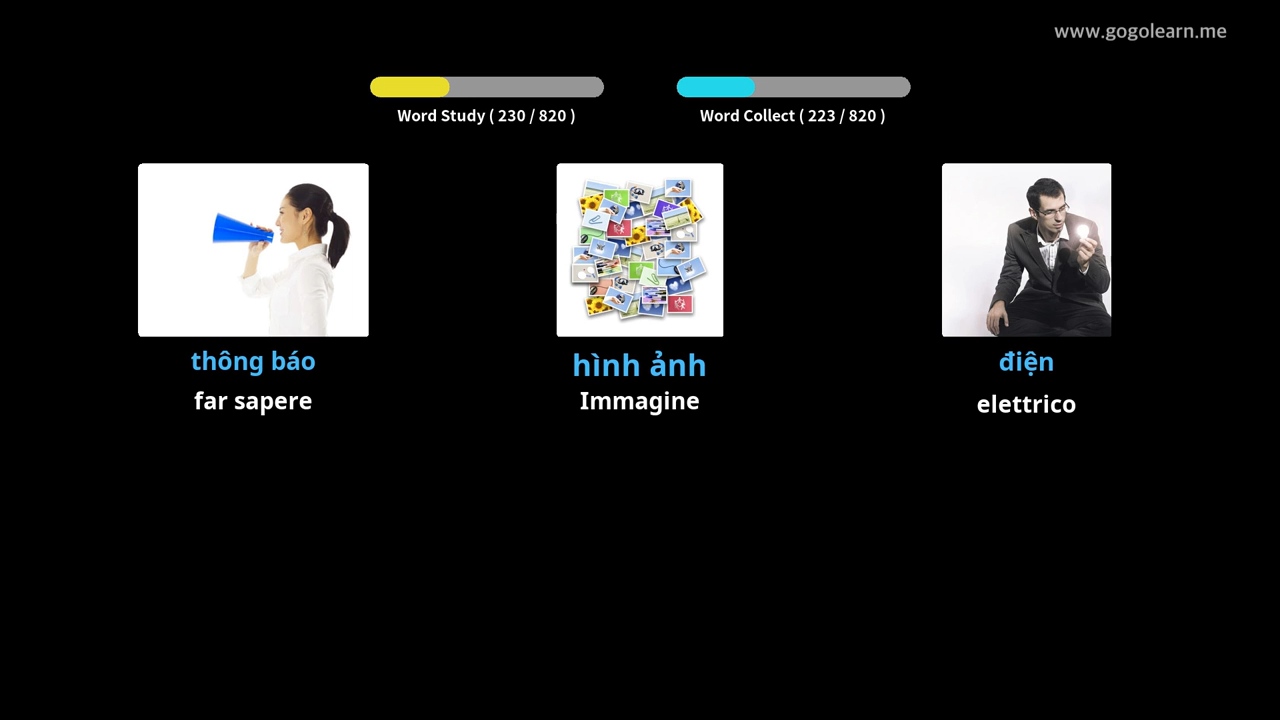 www.gogolearn.me
Word Study ( 230 / 820 )
Word Collect ( 223 / 820 )
thông báo
far sapere
hình ảnh
Immagine
điện
elettrico